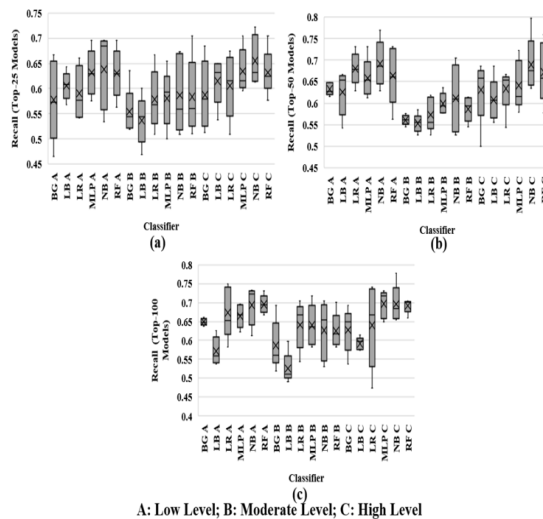 Recall (Top-25 Models)
0.75
0.7
0.65
0.6
0.55
0.5
0.45
BG A
LB A
LR A
MLP A
NB A
RF A
BG B
LB B
LR B
MLP B
NB B
RF B
BG C
LB C
LR C
MLP C
NB C
RF C
Classifier
(a)
Recall (Top-50 Models)
0.8
0.75
0.7
0.65
0.6
0.55
0.5
0.45
BG A
LB A
LR A
MLP A
NB A
RF A
BG B
LB B
LR B
MLP B
NB B
RF B
BG C
LB C
LR C
MLP C
NB C
RF C
Classifier
(b)
Recall (Top-100
Models)
0.8
0.7
0.65
0.6
0.55
0.5
0.45
0.4
BG A
LB A
LR A
MLP A
NB A
RF A
BG B
LB B
LR B
MLP B
NB B
RF B
BG C
LB C
LR C
MLP C
NB C
RF C
Classifier
(c)
A: Low Level; B: Moderate Level; C: High Level